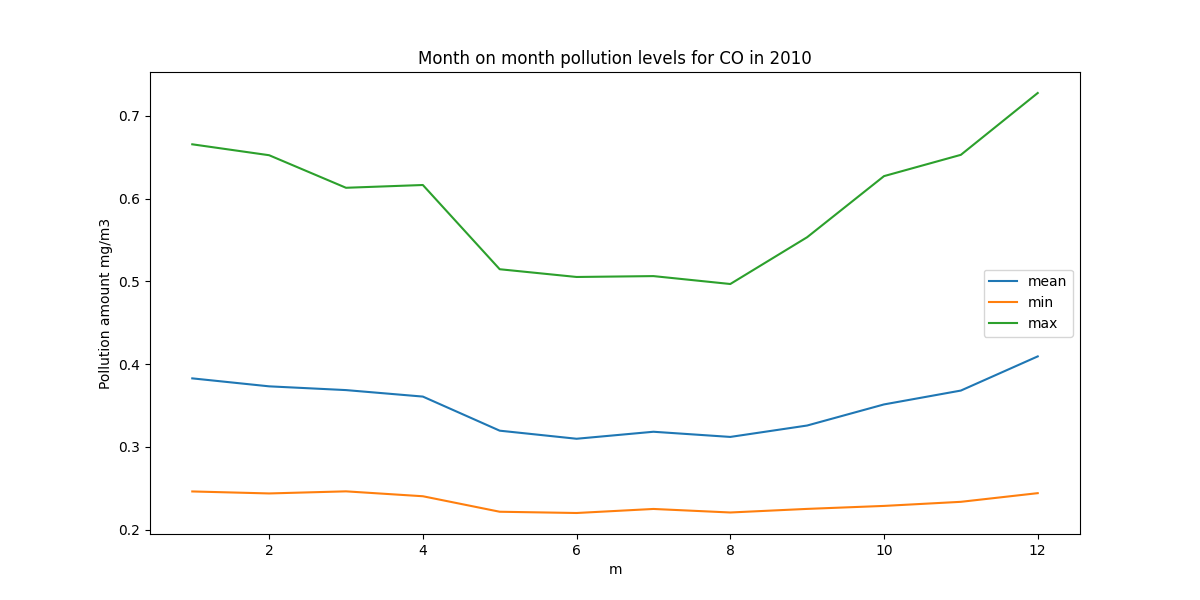 Month on month pollution levels for CO in 2010
0.7
0.6
0.5
0.4
0.3
0.2
Pollution amount mg/m3
mean
min
max
2 4 6 8 10 12
m